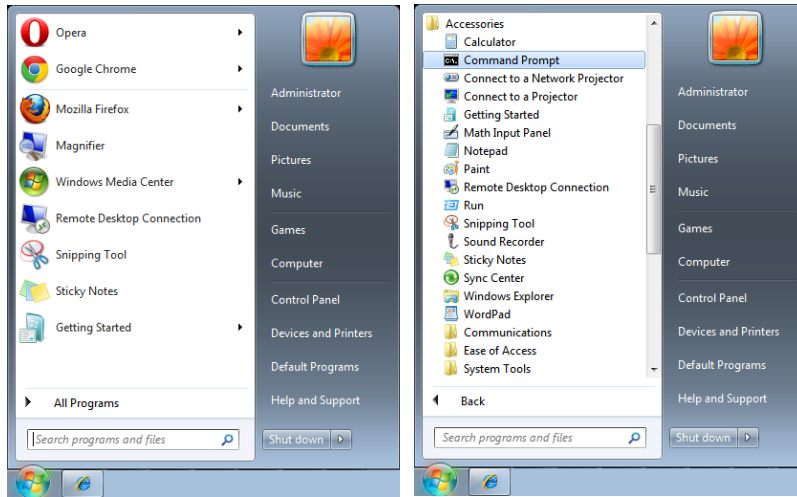 Opera
Google Chrome
Mozilla Firefox
Magnifier
Windows Media Center
Remote Desktop Connection
Snipping Tool
Sticky Notes
Getting Started
All Programs
Search programs and files
Administrator
Documents
Pictures
Music
Games
Computer
Control Panel
Devices and Printers
Default Programs
Help and Support
Shut down
Accessories
Calculator
Command Prompt
Connect to a Network Projector
Connect to a Projector
Getting Started
Math Input Panel
Notepad
Paint
Remote Desktop Connection
Run
Snipping Tool
Sound Recorder
Sticky Notes
Sync Center
Windows Explorer
WordPad
Communications
Ease of Access
System Tools
Back
Search programs and files
Administrator
Documents
Pictures
Music
Games
Computer
Control Panel
Devices and Printers
Default Programs
Help and Support
Shut down